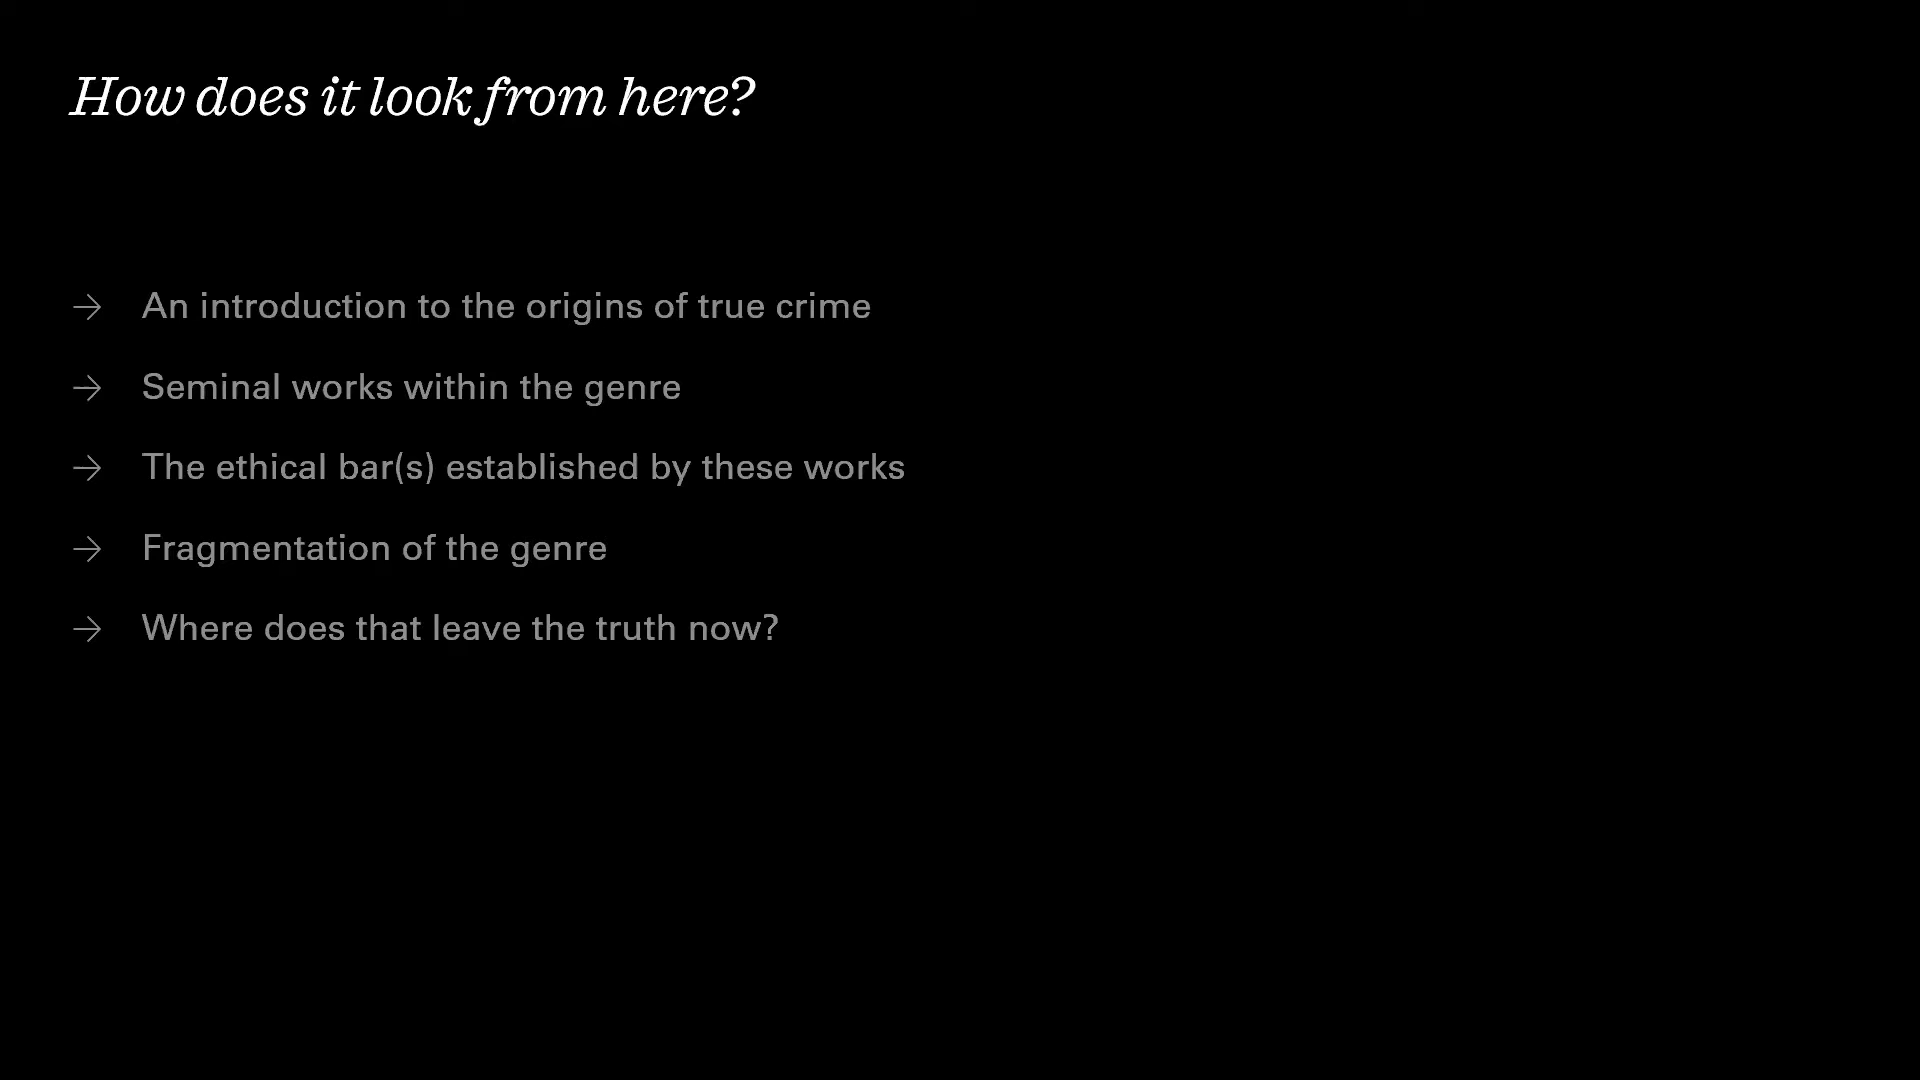 How does it look from here?
→ An introduction to the origins of true crime
→ Seminal works within the genre
→ The ethical bar(s) established by these works
→ Fragmentation of the genre
→ Where does that leave the truth now?